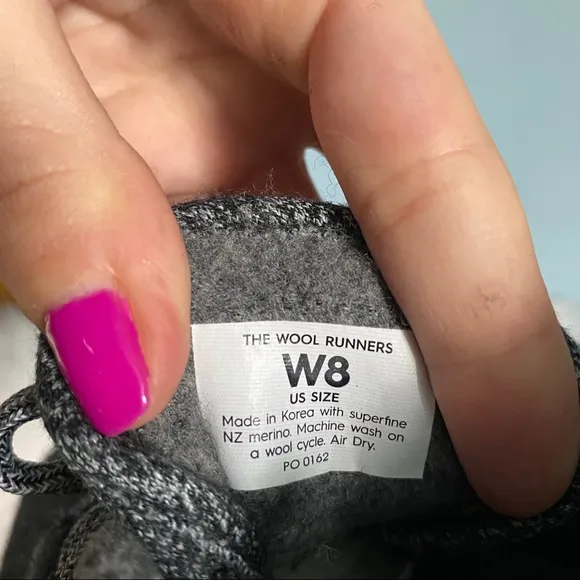 THE WOOL RUNNERS
W8
US SIZE
Made in Korea with superfine
NZ merino. Machine wash on
a wool cycle. Air Dry.
PO 0162